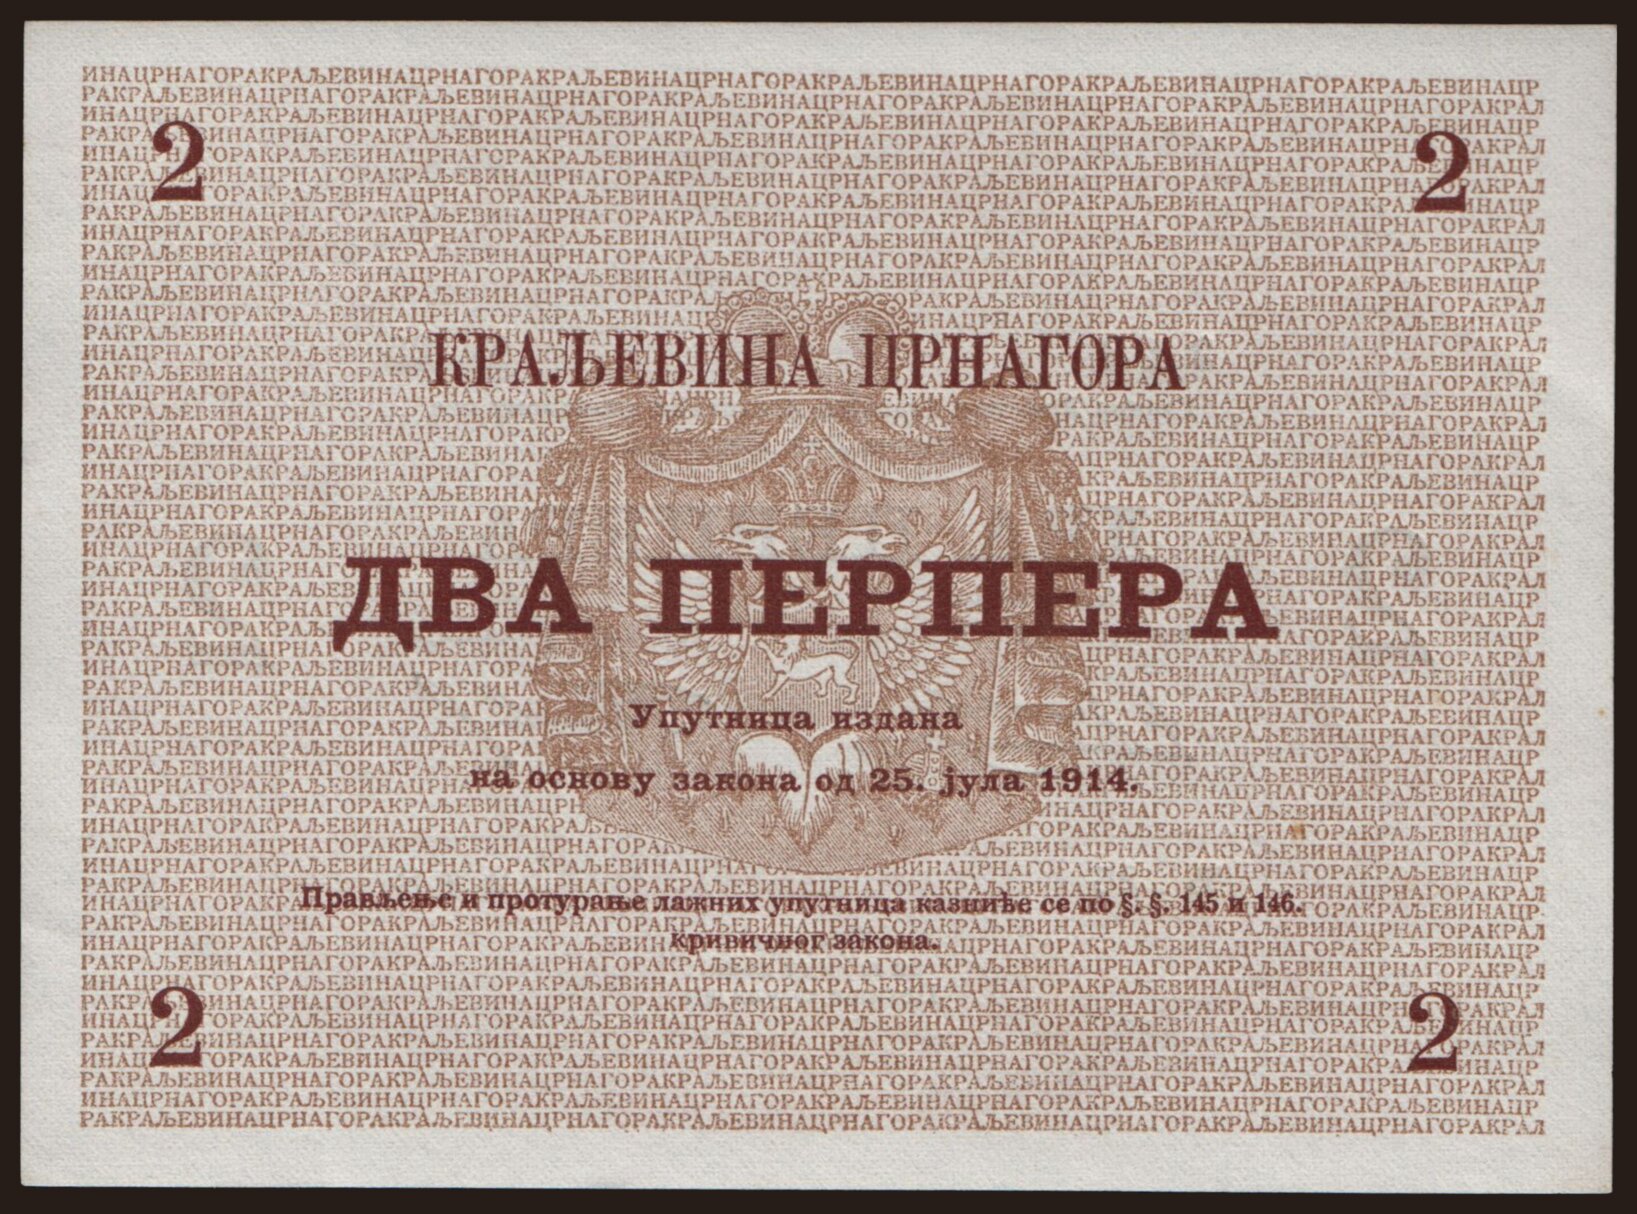 2 2
КРАЉЕВИНА ЦРНАГОРА
ДВА ПЕРПЕРА
Упутница издана
на основу закона од 25. јула 1914.
Прављење и протурање лажних упутница казниће се по §. §. 145 и 146.
кривичног закона.
2 2